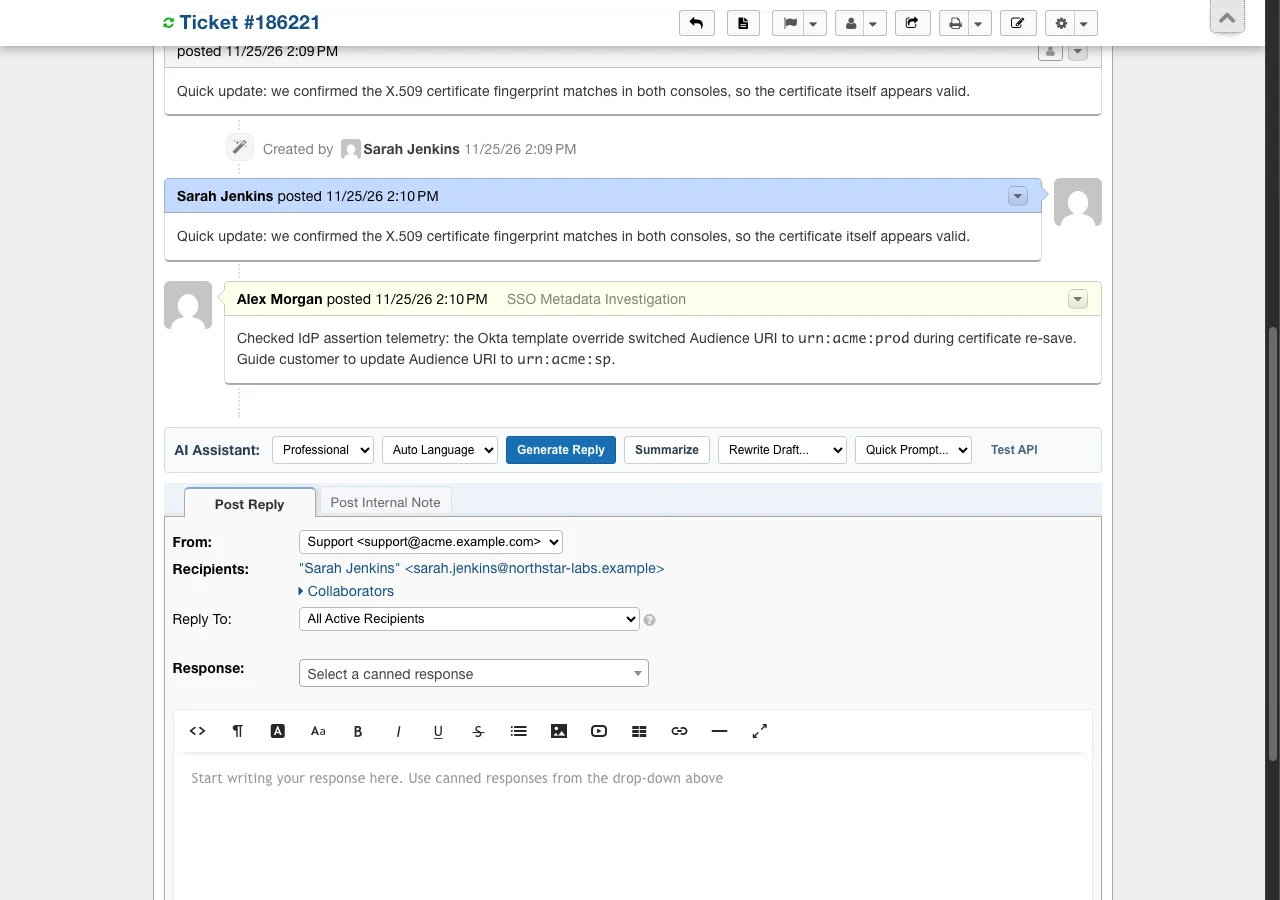 Ticket #186221
posted 11/25/26 2:09 PM
Quick update: we confirmed the X.509 certificate fingerprint matches in both consoles, so the certificate itself appears valid.
Created by Sarah Jenkins 11/25/26 2:09 PM
Sarah Jenkins posted 11/25/26 2:10 PM
Quick update: we confirmed the X.509 certificate fingerprint matches in both consoles, so the certificate itself appears valid.
Alex Morgan posted 11/25/26 2:10 PM SSO Metadata Investigation
Checked IdP assertion telemetry: the Okta template override switched Audience URI to urn:acme:prod during certificate re-save.
Guide customer to update Audience URI to urn:acme:sp.
AI Assistant: Professional Auto Language Generate Reply Summarize Rewrite Draft... Quick Prompt... Test API
Post Reply Post Internal Note
From: Support <support@acme.example.com>
Recipients: "Sarah Jenkins" <sarah.jenkins@northstar-labs.example>
Collaborators
Reply To: All Active Recipients
Response: Select a canned response
Start writing your response here. Use canned responses from the drop-down above